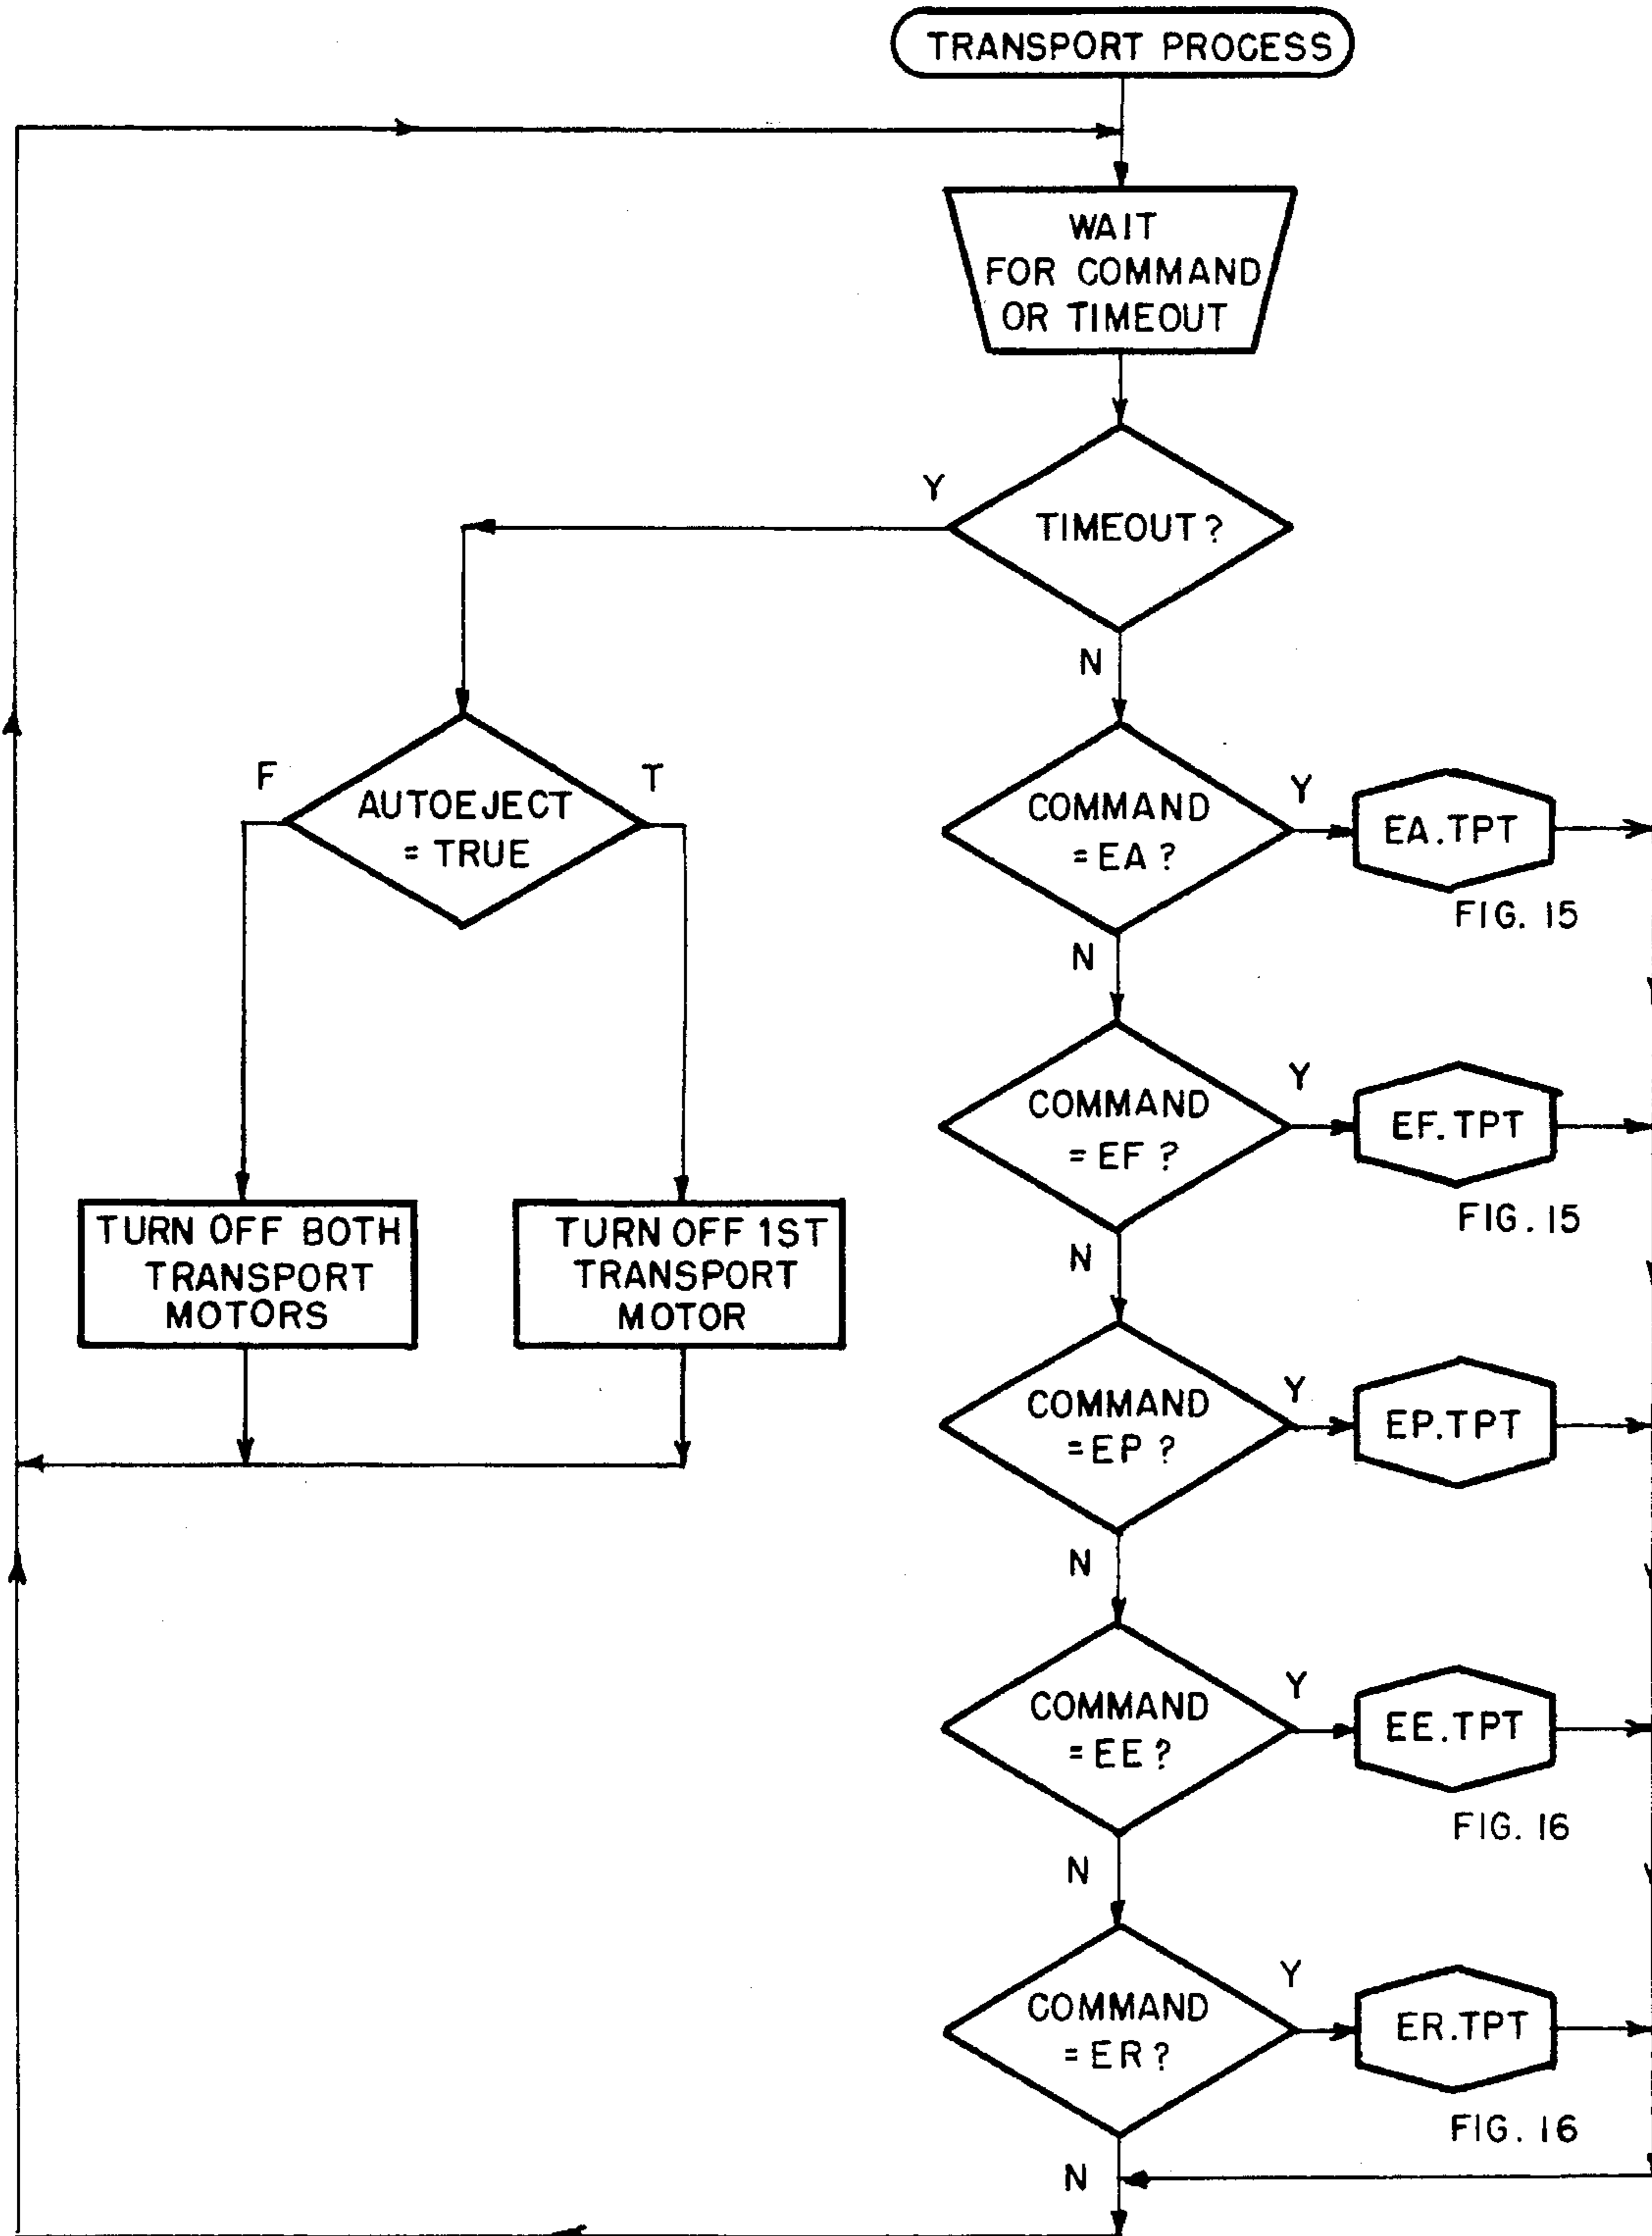 TRANSPORT PROCESS
WAIT
FOR COMMAND
OR TIMEOUT
Y
TIMEOUT?
N
F
AUTOEJECT
= TRUE
T
COMMAND
=EA?
Y
EA.TPT
FIG. 15
N
COMMAND
=EF?
Y
EF.TPT
FIG. 15
TURN OFF BOTH
TRANSPORT
MOTORS
TURN OFF 1ST
TRANSPORT
MOTOR
N
COMMAND
=EP?
Y
EP.TPT
N
COMMAND
=EE?
Y
EE.TPT
FIG. 16
N
COMMAND
=ER?
Y
ER.TPT
FIG. 16
N